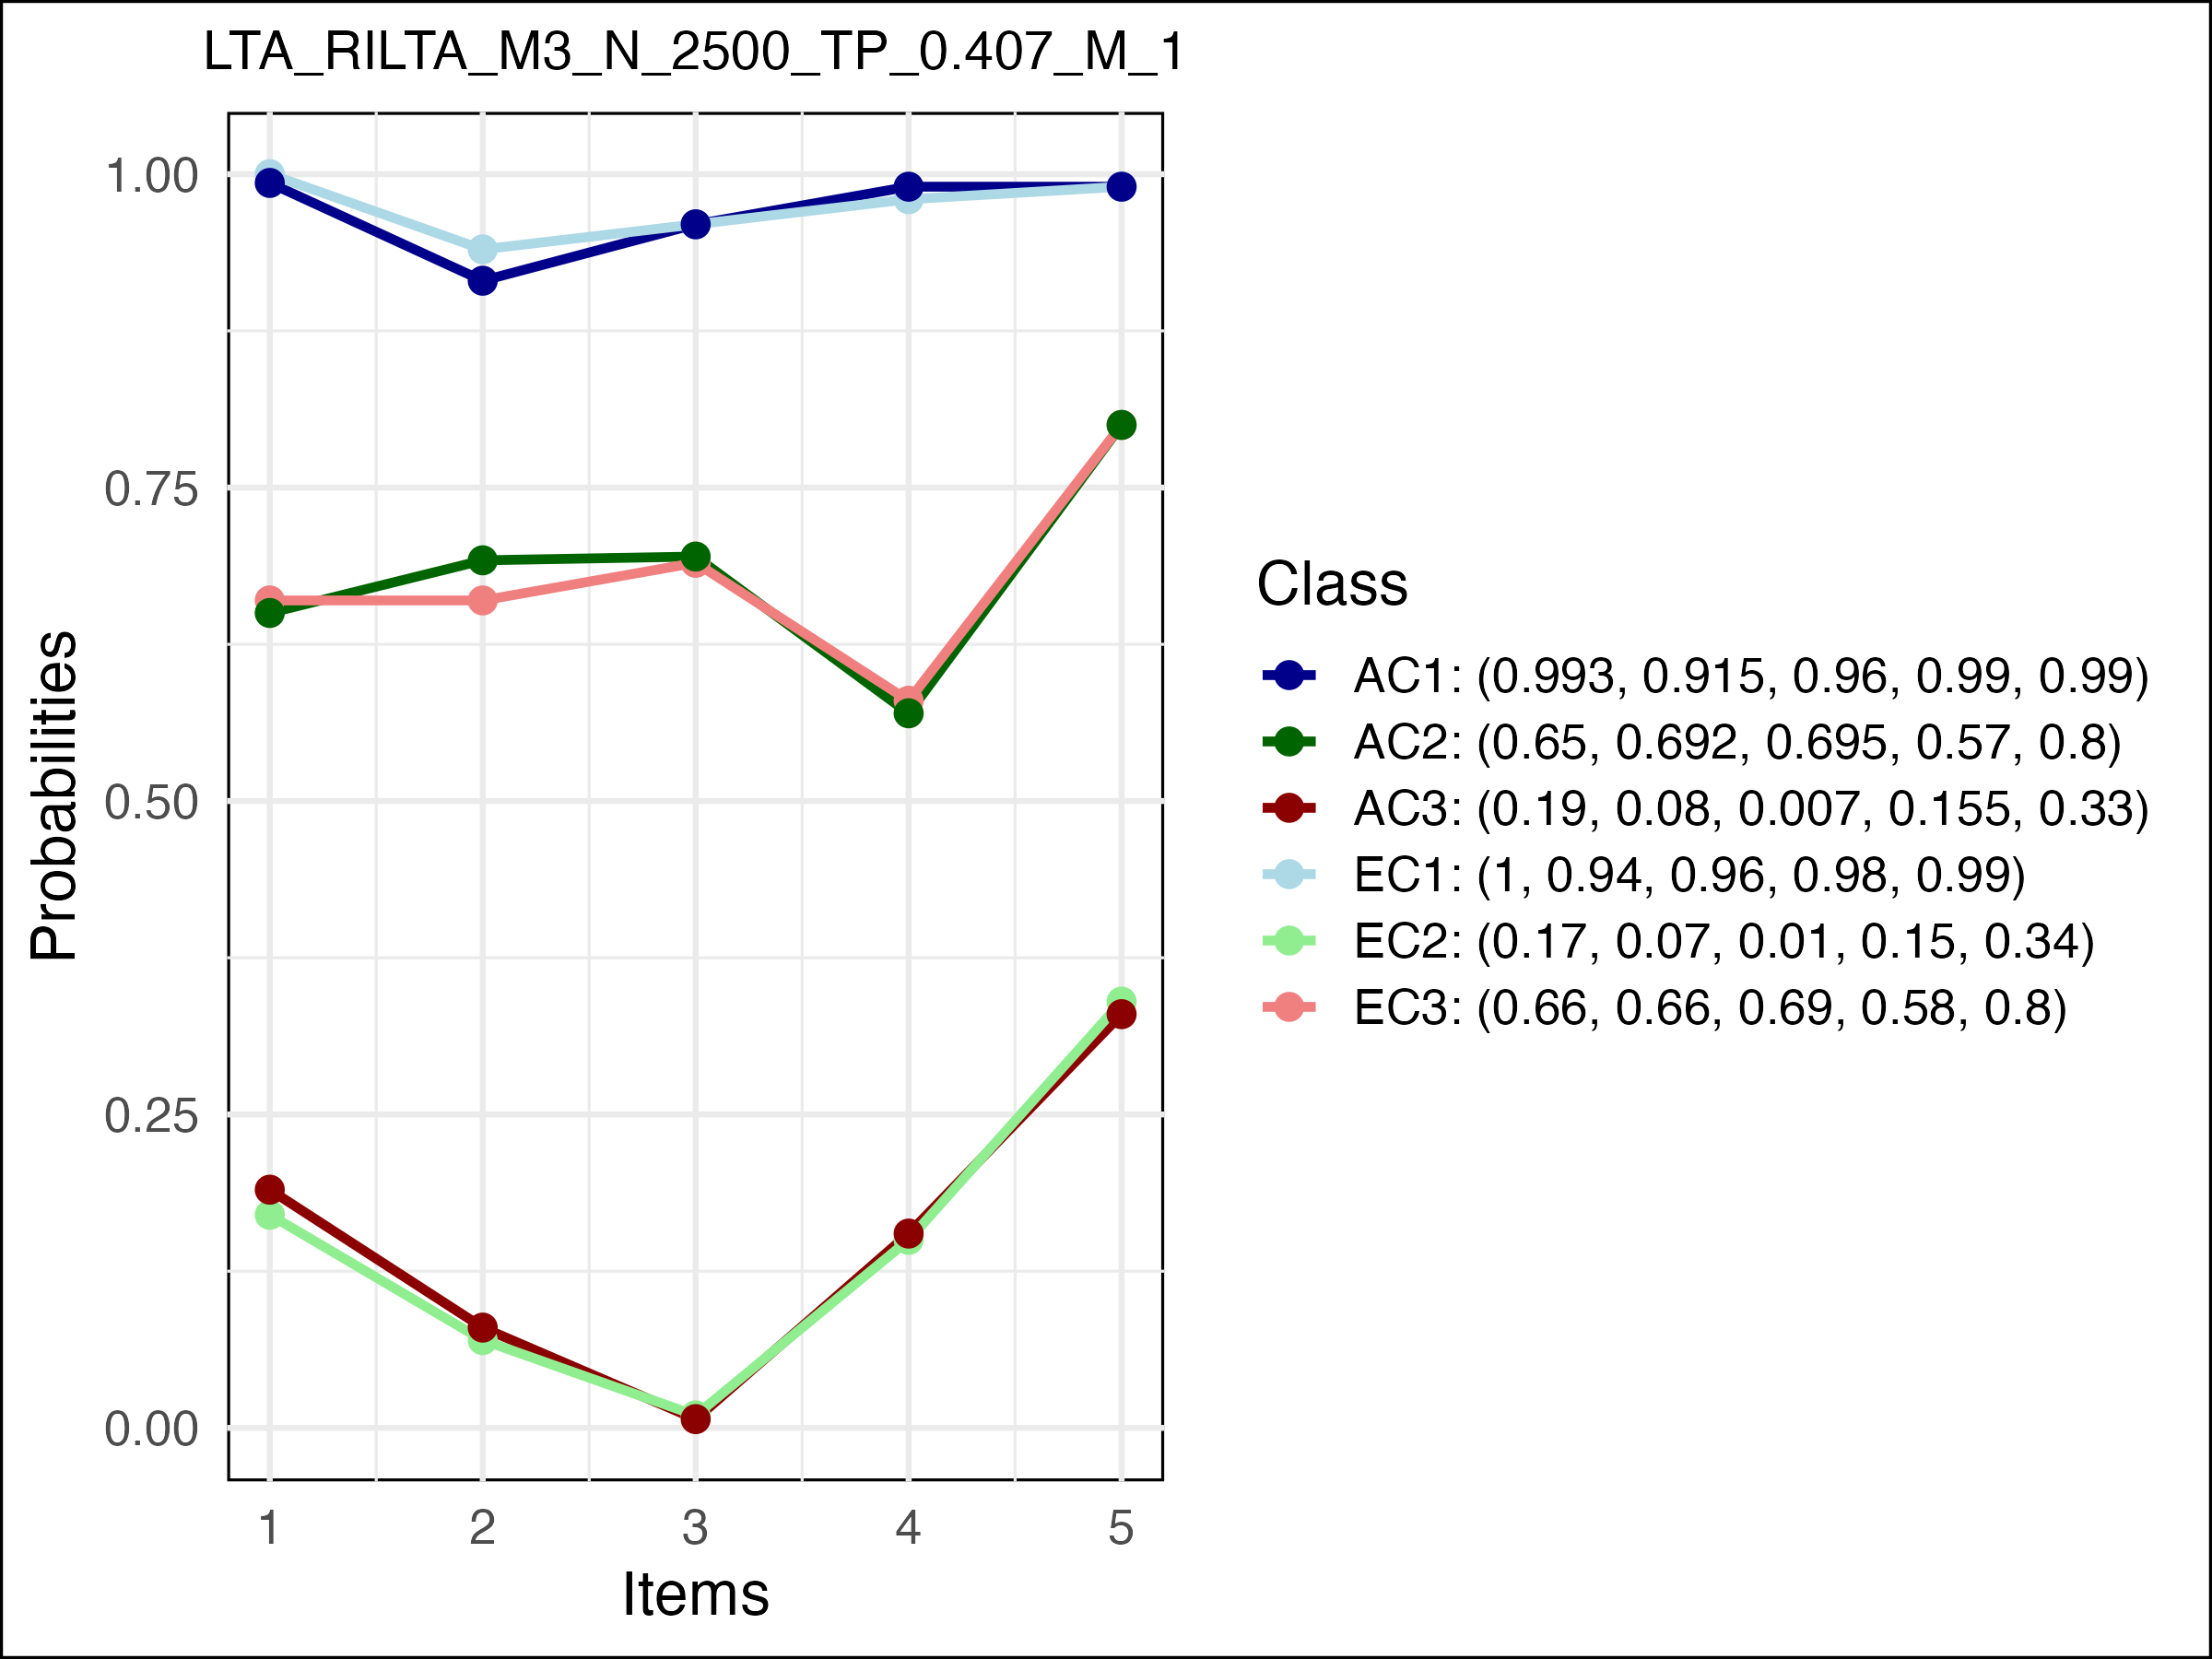 LTA_RILTA_M3_N_2500_TP_0.407_M_1
1.00
0.75
0.50
0.25
0.00
Probabilities
1 2 3 4 5
Items
Class
AC1: (0.993, 0.915, 0.96, 0.99, 0.99)
AC2: (0.65, 0.692, 0.695, 0.57, 0.8)
AC3: (0.19, 0.08, 0.007, 0.155, 0.33)
EC1: (1, 0.94, 0.96, 0.98, 0.99)
EC2: (0.17, 0.07, 0.01, 0.15, 0.34)
EC3: (0.66, 0.66, 0.69, 0.58, 0.8)